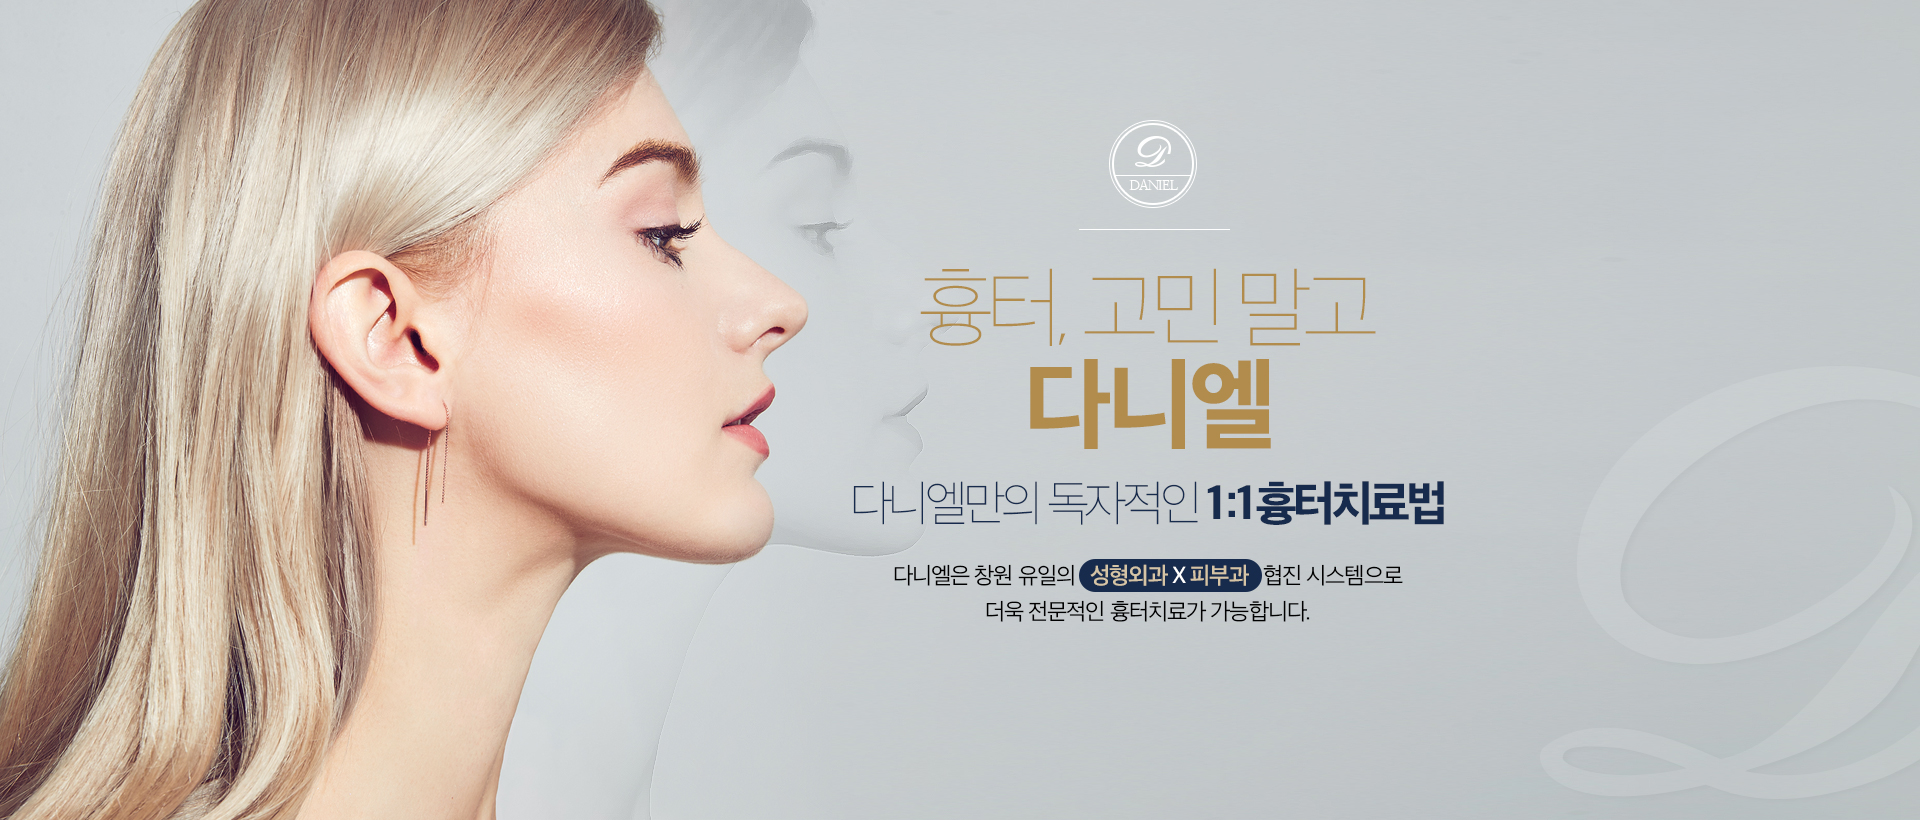 D
DANIEL
흉터, 고민 말고
다니엘
다니엘만의 독자적인 1:1흉터치료법
다니엘은 창원 유일의 성형외과 X 피부과 협진 시스템으로
더욱 전문적인 흉터치료가 가능합니다.
D